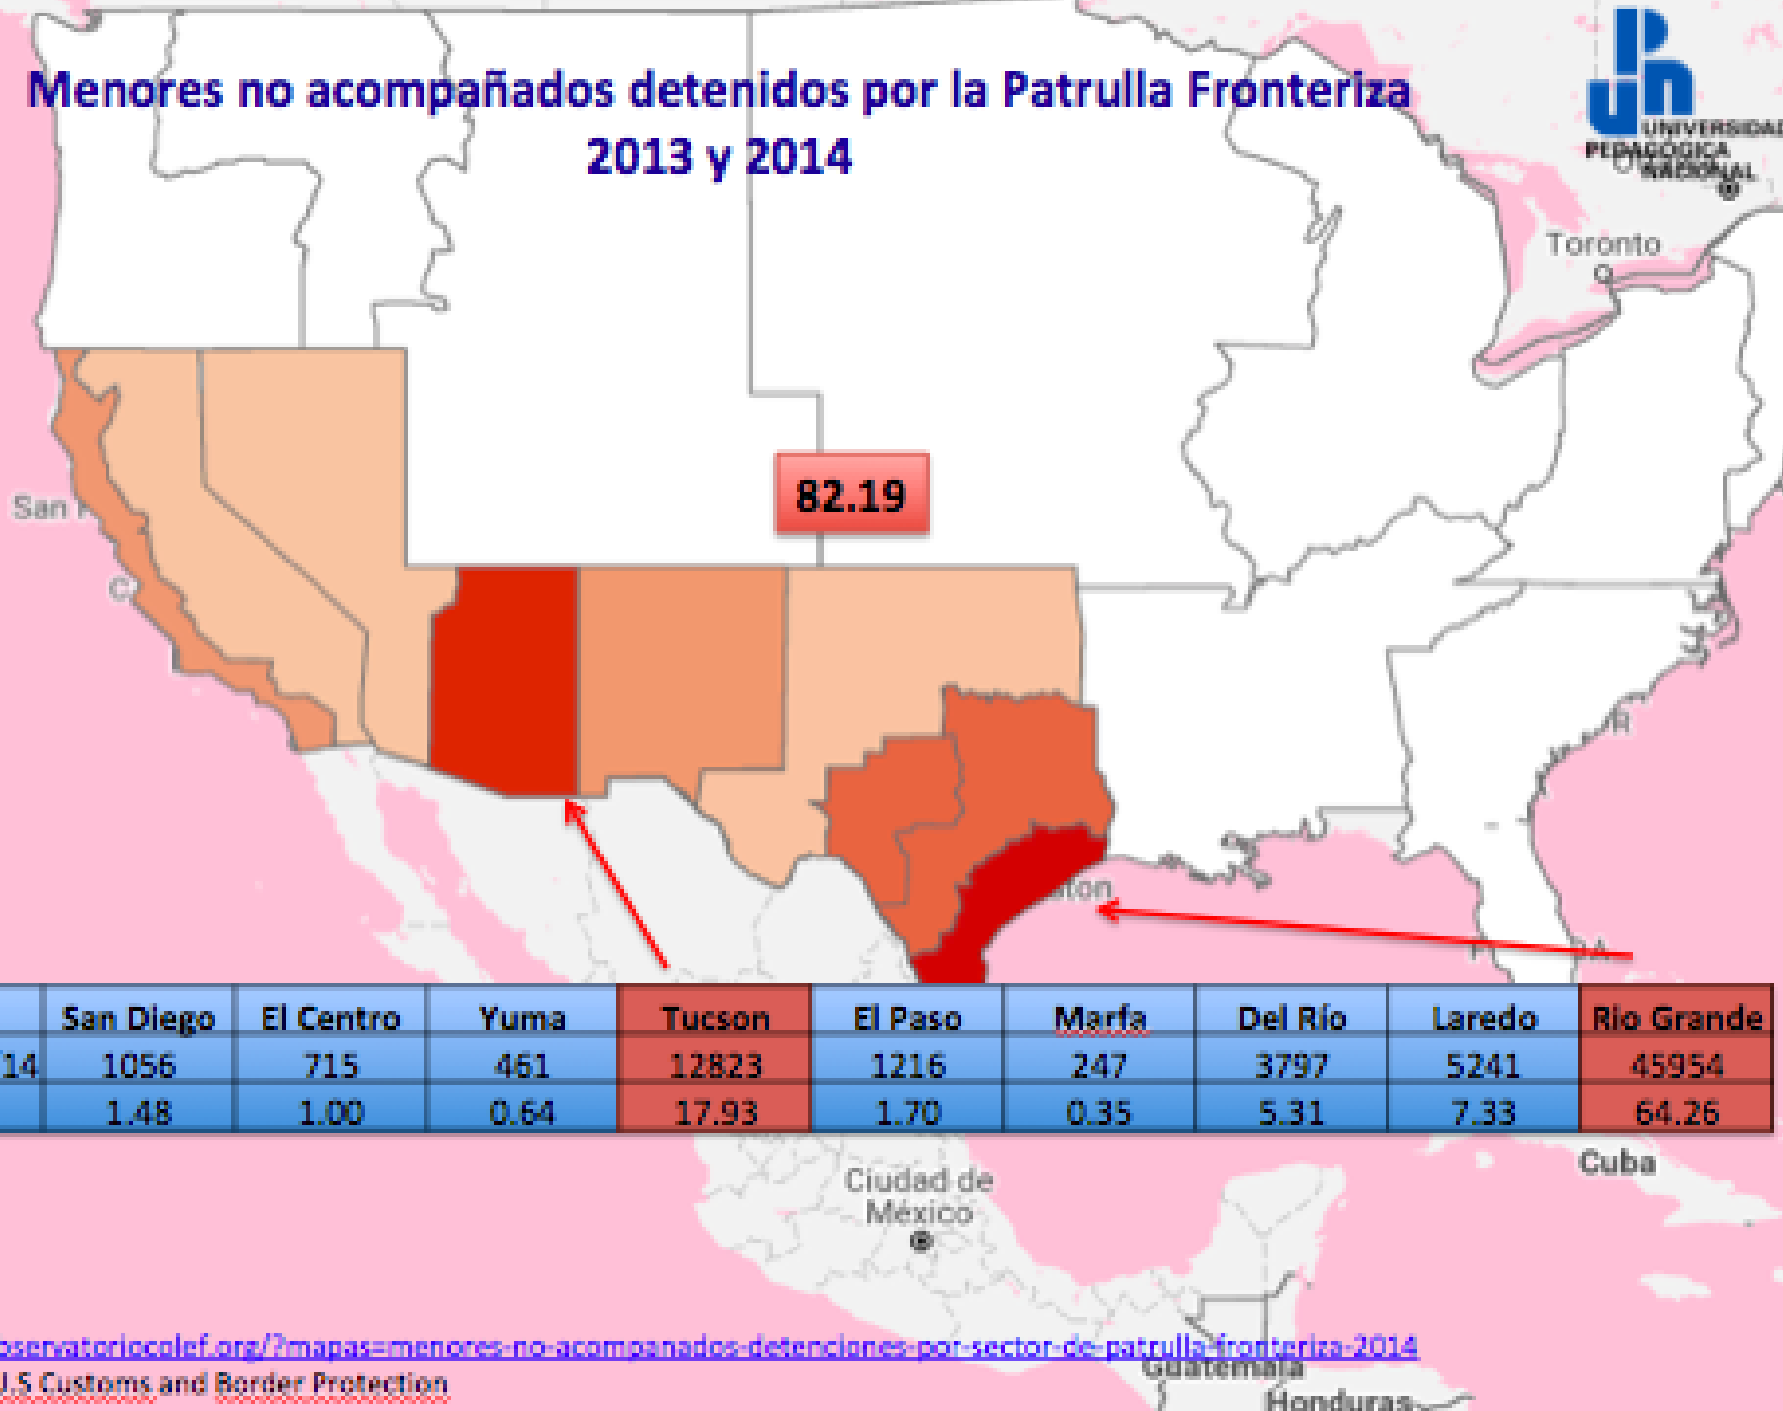 Menores no acompañados detenidos por la Patrulla Fronteriza
2013 y 2014
UNIVERSIDAD
PEDAGÓGICA
NACIONAL
Toronto
San
82.19
San Diego El Centro Yuma Tucson El Paso Marfa Del Río Laredo Rio Grande
14 1056 715 461 12823 1216 247 3797 5241 45954
1.48 1.00 0.64 17.93 1.70 0.35 5.31 7.33 64.26
Cuba
Ciudad de
México
oservatoriocolef.org/?mapas=menores-no-acompanados-detenciones-por-sector-de-patrulla-fronteriza-2014
Guatemala
U.S Customs and Border Protection
Honduras